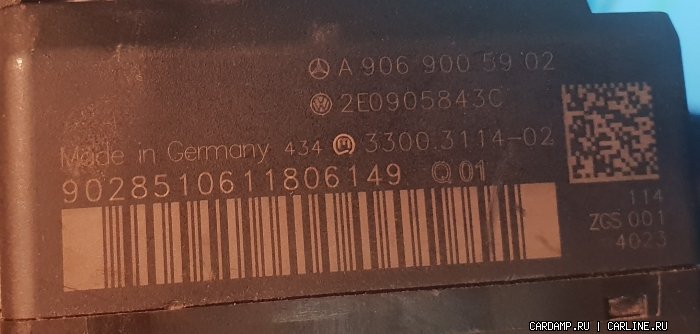 A 906 900 59 02
2E0905843C
Made in Germany 434 3300.3114-02
9028510611806149 Q01
114
ZGS 001
4023
CARDAMP.RU | CARLINE.RU